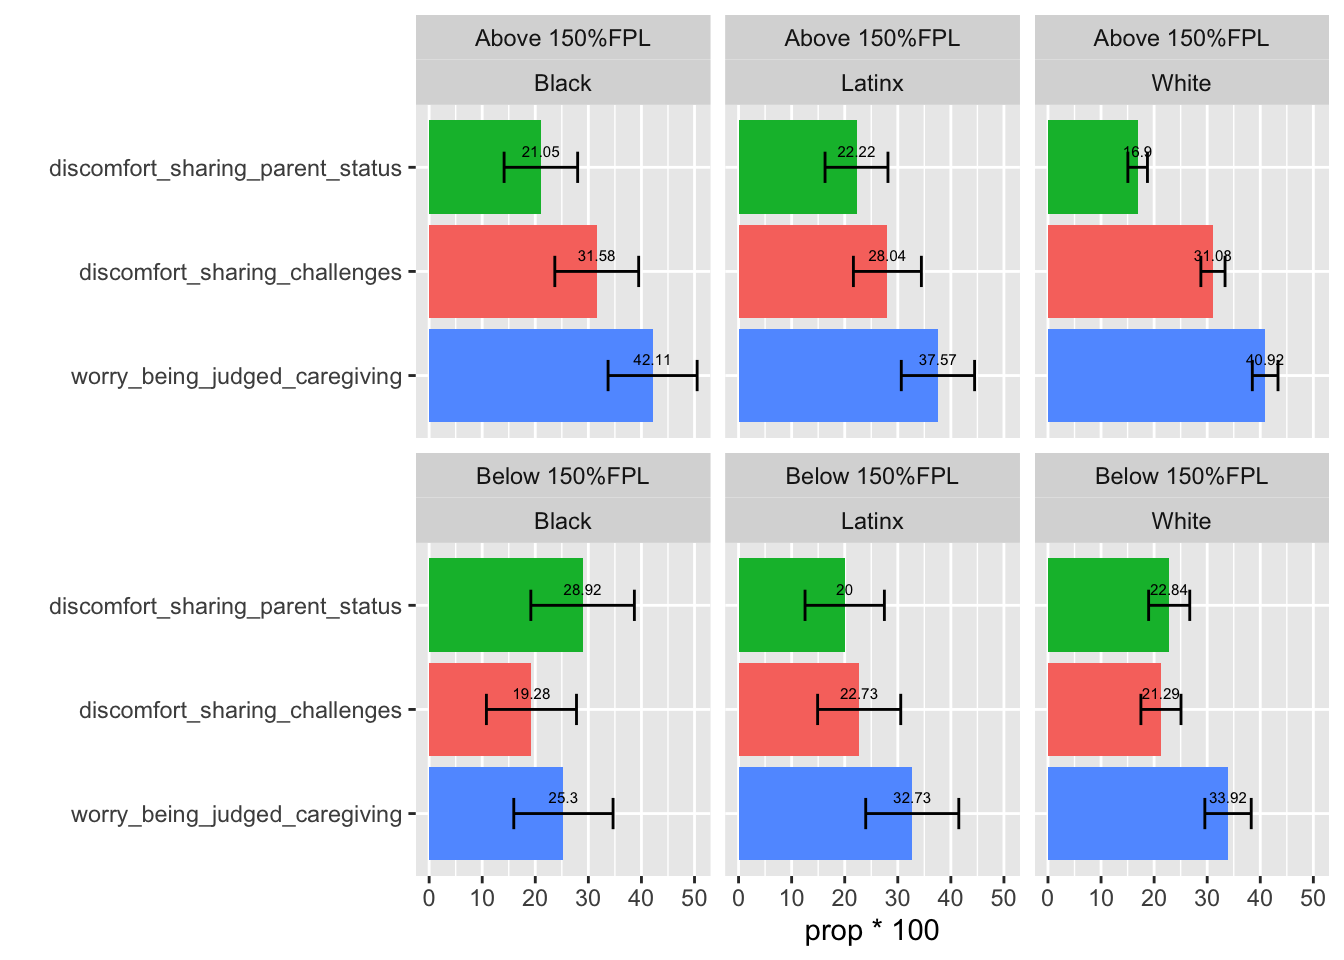 Above 150%FPL Above 150%FPL Above 150%FPL
Black Latinx White
discomfort_sharing_parent_status 21.05 22.22 16.9
discomfort_sharing_challenges 31.58 28.04 31.08
worry_being_judged_caregiving 42.11 37.57 40.92
Below 150%FPL Below 150%FPL Below 150%FPL
Black Latinx White
discomfort_sharing_parent_status 28.92 20 22.84
discomfort_sharing_challenges 19.28 22.73 21.29
worry_being_judged_caregiving 25.3 32.73 33.92
0 10 20 30 40 50 0 10 20 30 40 50 0 10 20 30 40 50
prop * 100